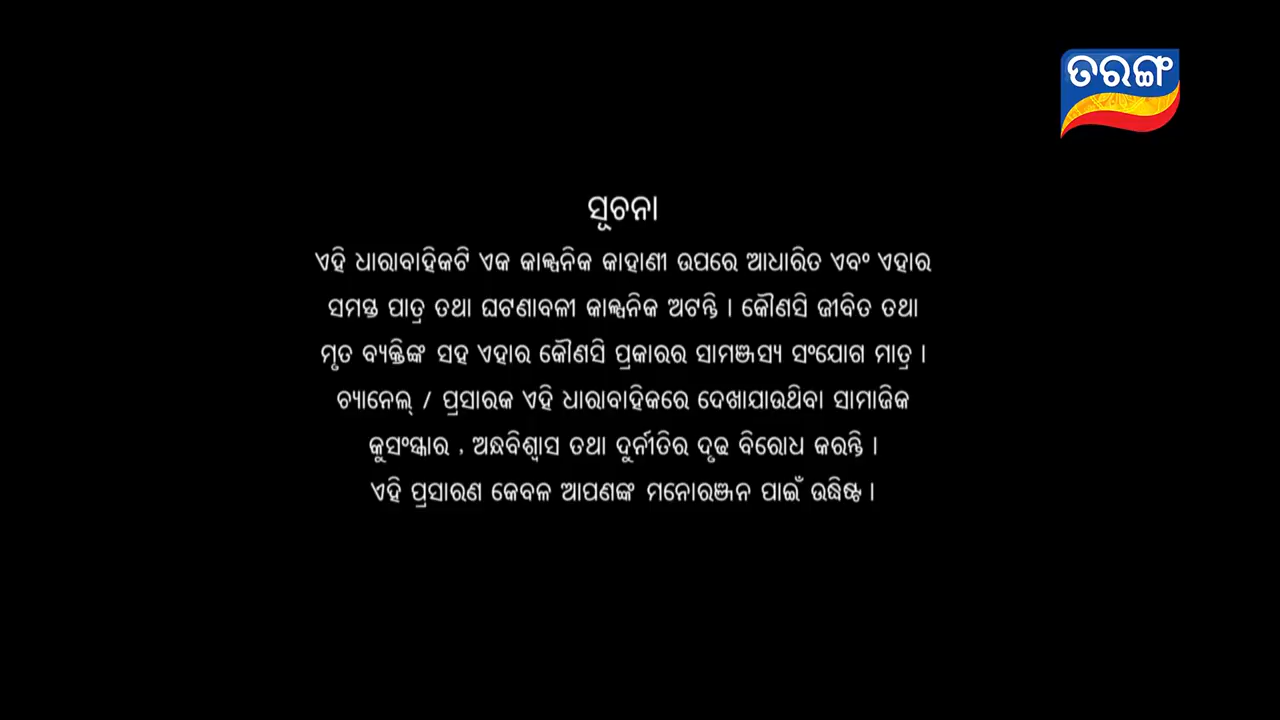 ତରଙ୍ଗ
ସୂଚନା
ଏହି ଧାରାବାହିକଟି ଏକ କାଳ୍ପନିକ କାହାଣୀ ଉପରେ ଆଧାରିତ ଏବଂ ଏହାର
ସମସ୍ତ ପାତ୍ର ତଥା ଘଟଣାବଳୀ କାଳ୍ପନିକ ଅଟନ୍ତି । କୌଣସି ଜୀବିତ ତଥା
ମୃତ ବ୍ୟକ୍ତିଙ୍କ ସହ ଏହାର କୌଣସି ପ୍ରକାରର ସାମଞ୍ଜସ୍ୟ ସଂଯୋଗ ମାତ୍ର ।
ଚ୍ୟାନେଲ୍ / ପ୍ରସାରକ ଏହି ଧାରାବାହିକରେ ଦେଖାଯାଉଥିବା ସାମାଜିକ
କୁସଂସ୍କାର , ଅନ୍ଧବିଶ୍ୱାସ ତଥା ଦୁର୍ନୀତିର ଦୃଢ ବିରୋଧ କରନ୍ତି ।
ଏହି ପ୍ରସାରଣ କେବଳ ଆପଣଙ୍କ ମନୋରଞ୍ଜନ ପାଇଁ ଉଦ୍ଧିଷ୍ଟ ।